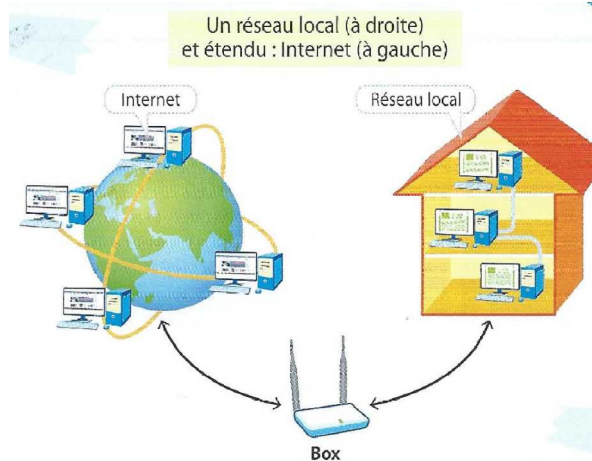 Un réseau local (à droite)
et étendu : Internet (à gauche)
Internet
Réseau local
Box